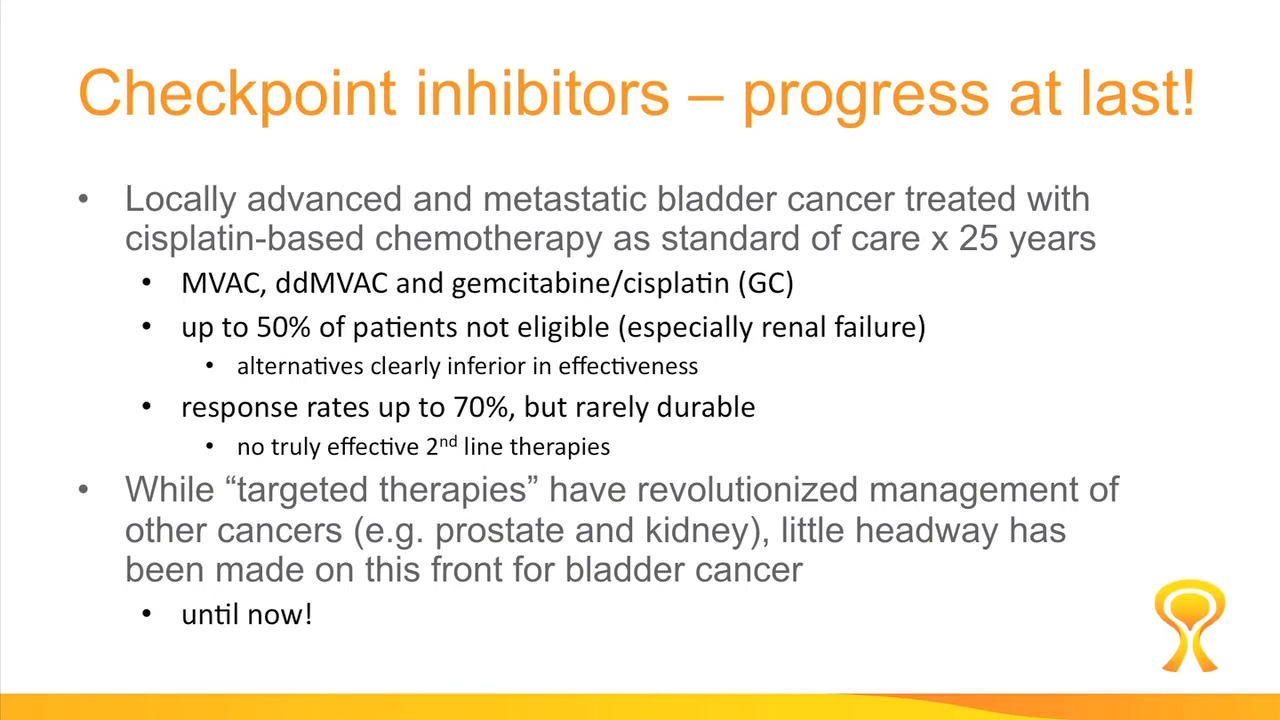 Checkpoint inhibitors – progress at last!
• Locally advanced and metastatic bladder cancer treated with
cisplatin-based chemotherapy as standard of care x 25 years
• MVAC, ddMVAC and gemcitabine/cisplatin (GC)
• up to 50% of patients not eligible (especially renal failure)
• alternatives clearly inferior in effectiveness
• response rates up to 70%, but rarely durable
• no truly effective 2nd line therapies
• While “targeted therapies” have revolutionized management of
other cancers (e.g. prostate and kidney), little headway has
been made on this front for bladder cancer
• until now!